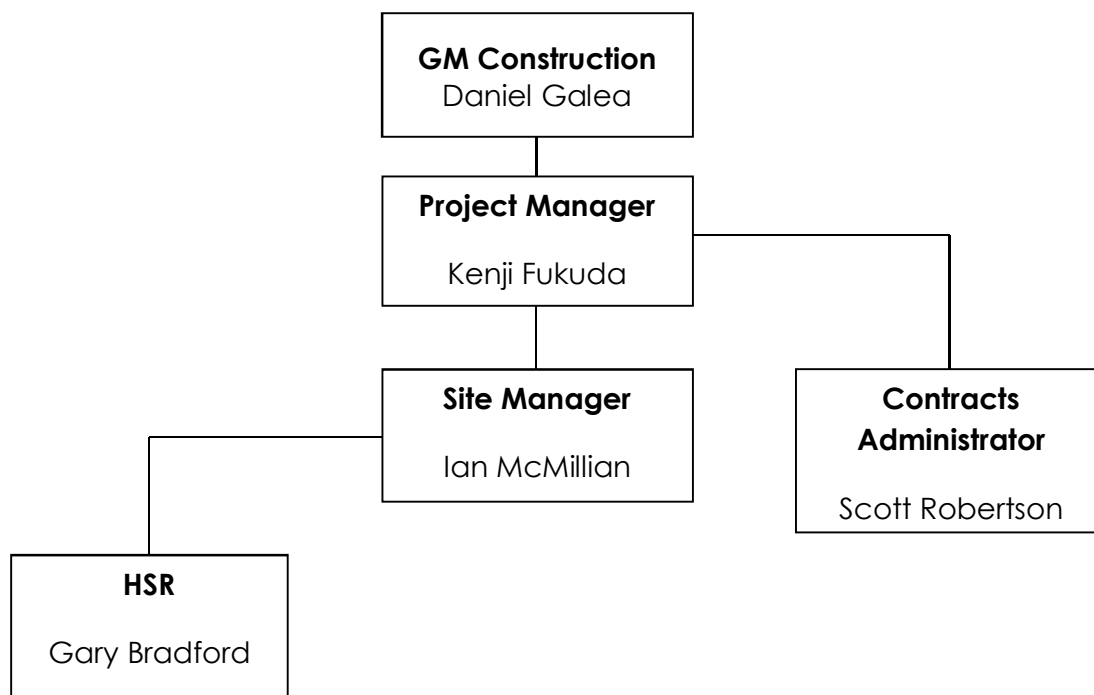 GM Construction
Daniel Galea
Project Manager
Kenji Fukuda
Site Manager
Ian McMillian
Contracts
Administrator
Scott Robertson
HSR
Gary Bradford